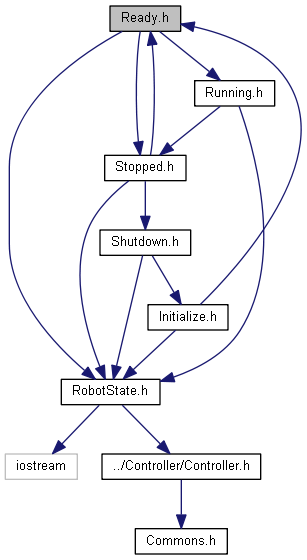 Ready.h
Running.h
Stopped.h
Shutdown.h
Initialize.h
RobotState.h
iostream
../Controller/Controller.h
Commons.h